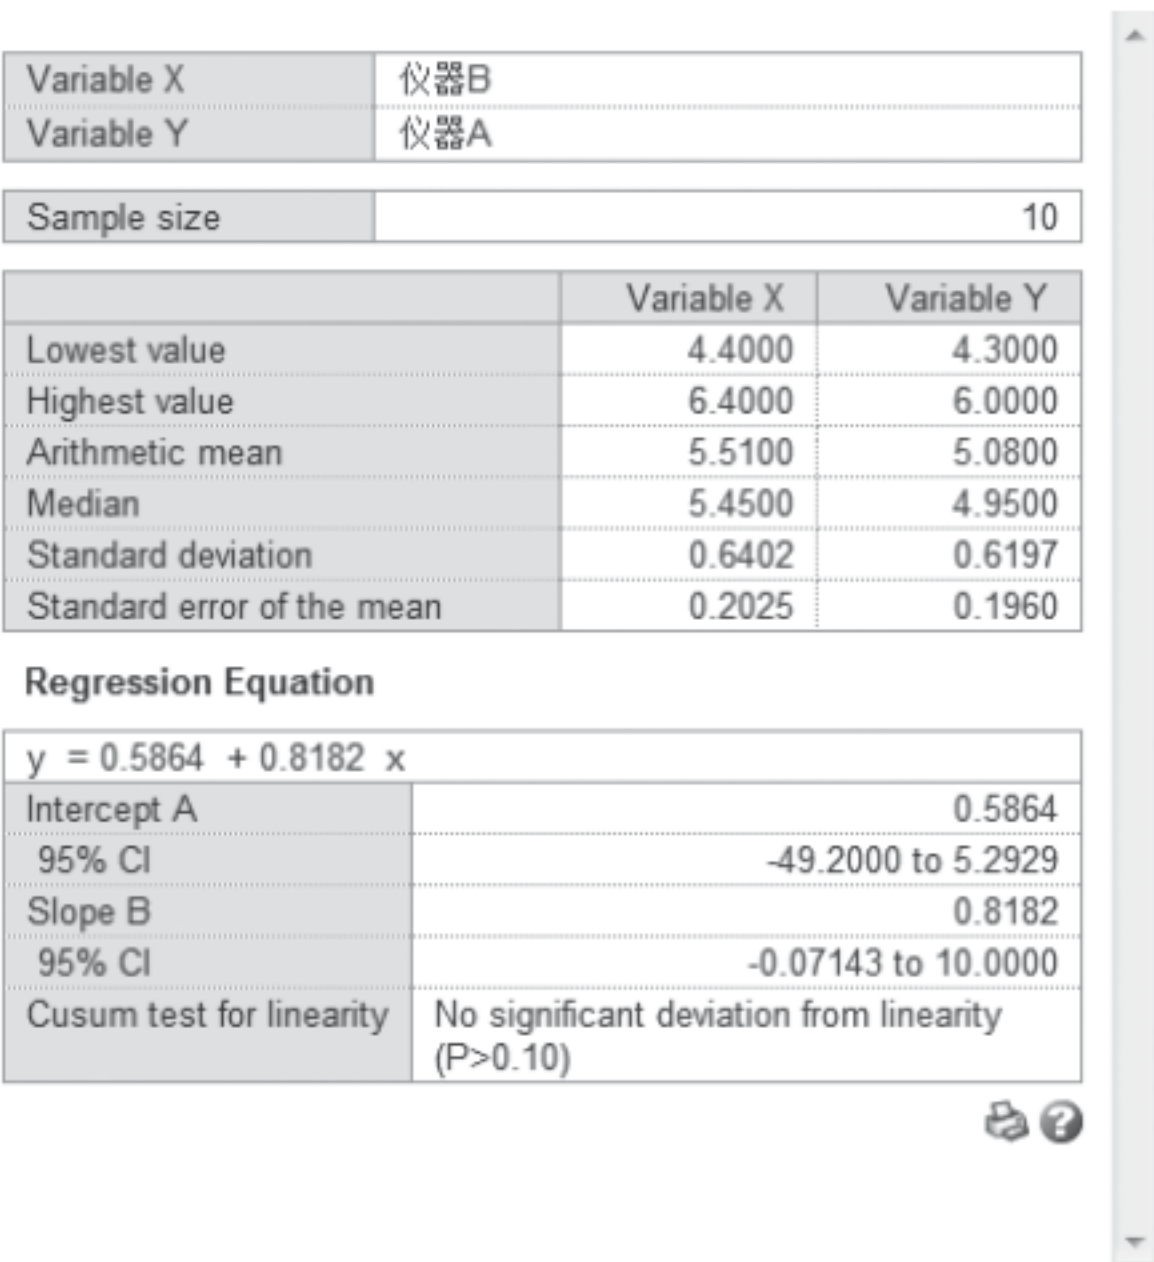 Variable X 仪器B
Variable Y 仪器A
Sample size 10
Variable X Variable Y
Lowest value 4.4000 4.3000
Highest value 6.4000 6.0000
Arithmetic mean 5.5100 5.0800
Median 5.4500 4.9500
Standard deviation 0.6402 0.6197
Standard error of the mean 0.2025 0.1960
Regression Equation
y = 0.5864 + 0.8182 x
Intercept A 0.5864
95% CI -49.2000 to 5.2929
Slope B 0.8182
95% CI -0.07143 to 10.0000
Cusum test for linearity No significant deviation from linearity
(P>0.10)
?